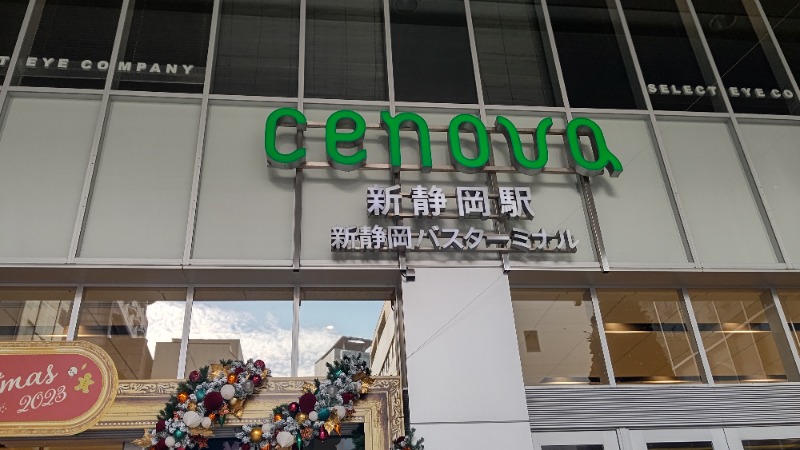 T EYE COMPANY
SELECT EYE CO
cenova
新静岡駅
新静岡バスターミナル
tmas
2023